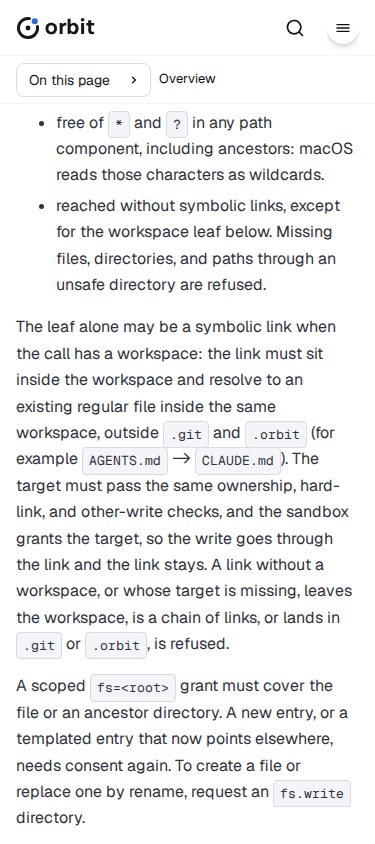 orbit
On this page
Overview
free of * and ? in any path
component, including ancestors: macOS
reads those characters as wildcards.
reached without symbolic links, except
for the workspace leaf below. Missing
files, directories, and paths through an
unsafe directory are refused.
The leaf alone may be a symbolic link when
the call has a workspace: the link must sit
inside the workspace and resolve to an
existing regular file inside the same
workspace, outside .git and .orbit (for
example AGENTS.md → CLAUDE.md). The
target must pass the same ownership, hard-
link, and other-write checks, and the sandbox
grants the target, so the write goes through
the link and the link stays. A link without a
workspace, or whose target is missing, leaves
the workspace, is a chain of links, or lands in
.git or .orbit, is refused.
A scoped fs=<root> grant must cover the
file or an ancestor directory. A new entry, or a
templated entry that now points elsewhere,
needs consent again. To create a file or
replace one by rename, request an fs.write
directory.